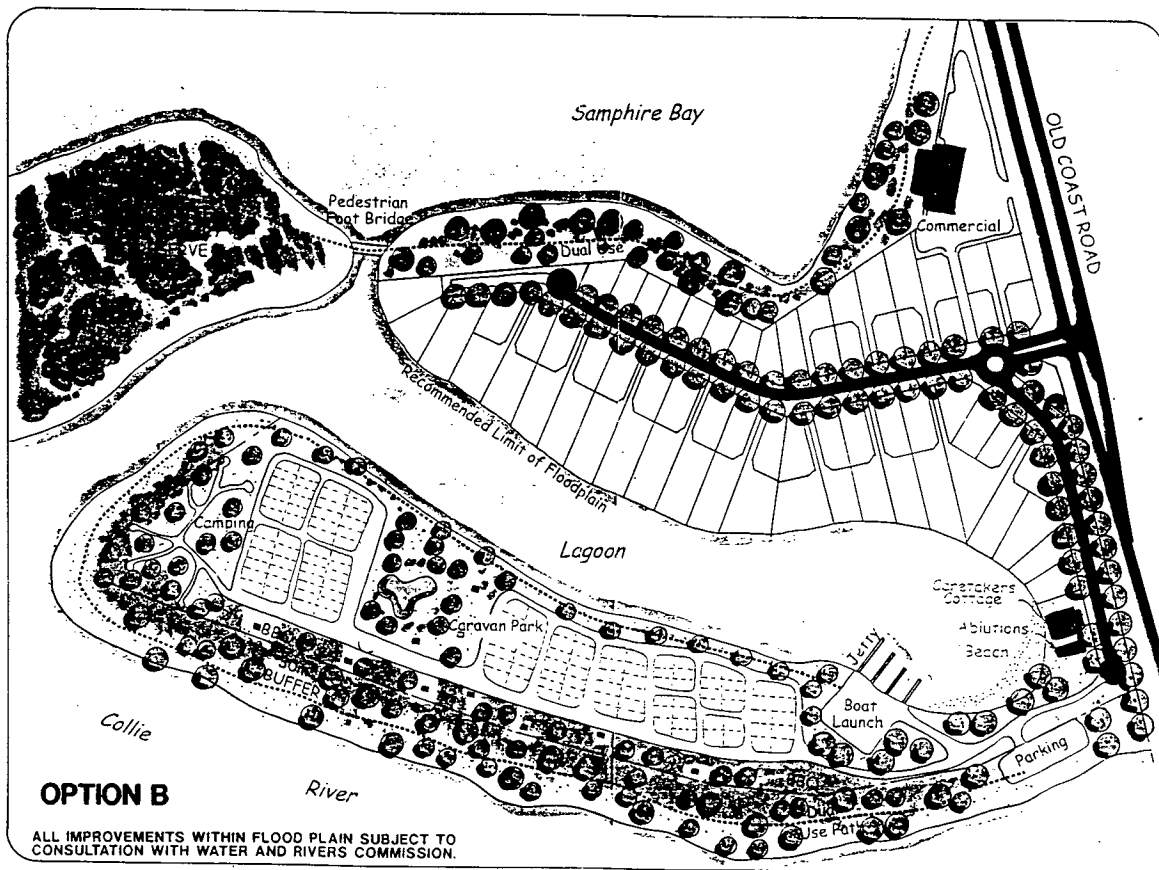 Samphire Bay
OLD COAST ROAD
Pedestrian
Foot Bridge
Dual Use
Commercial
Recommended Limit of Floodplain
Lagoon
Camping
Caravan Park
Caretakers
Cottage
Ablutions
Beach
Jetty
Boat
Launch
Parking
BUFFER
Use Path
Collie
River
OPTION B
ALL IMPROVEMENTS WITHIN FLOOD PLAIN SUBJECT TO
CONSULTATION WITH WATER AND RIVERS COMMISSION.